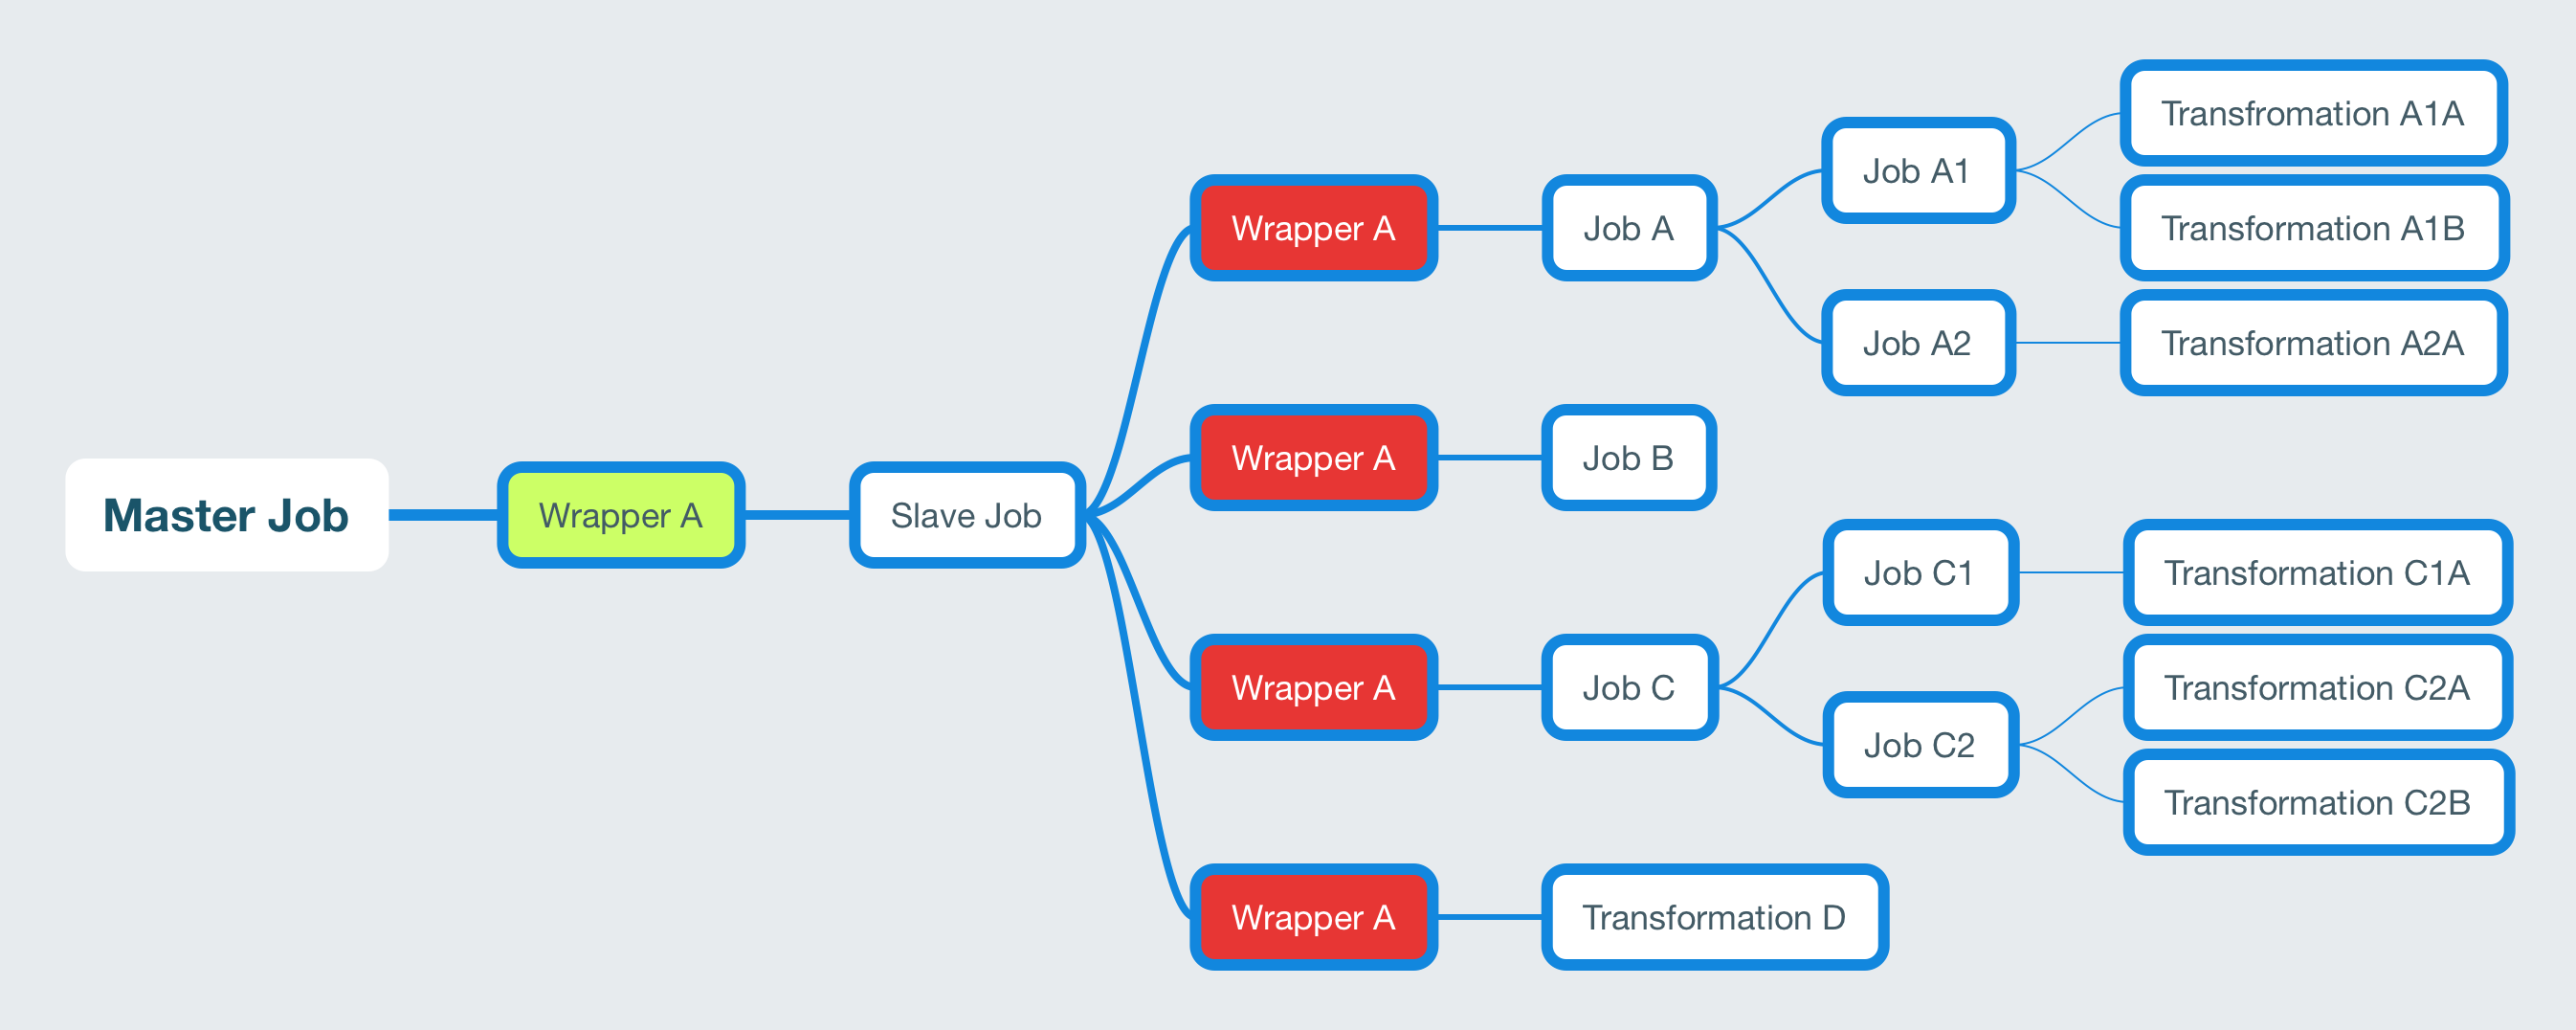 Master Job
Wrapper A
Slave Job
Wrapper A
Job A
Job A1
Transfromation A1A
Transformation A1B
Job A2
Transformation A2A
Wrapper A
Job B
Wrapper A
Job C
Job C1
Transformation C1A
Job C2
Transformation C2A
Transformation C2B
Wrapper A
Transformation D